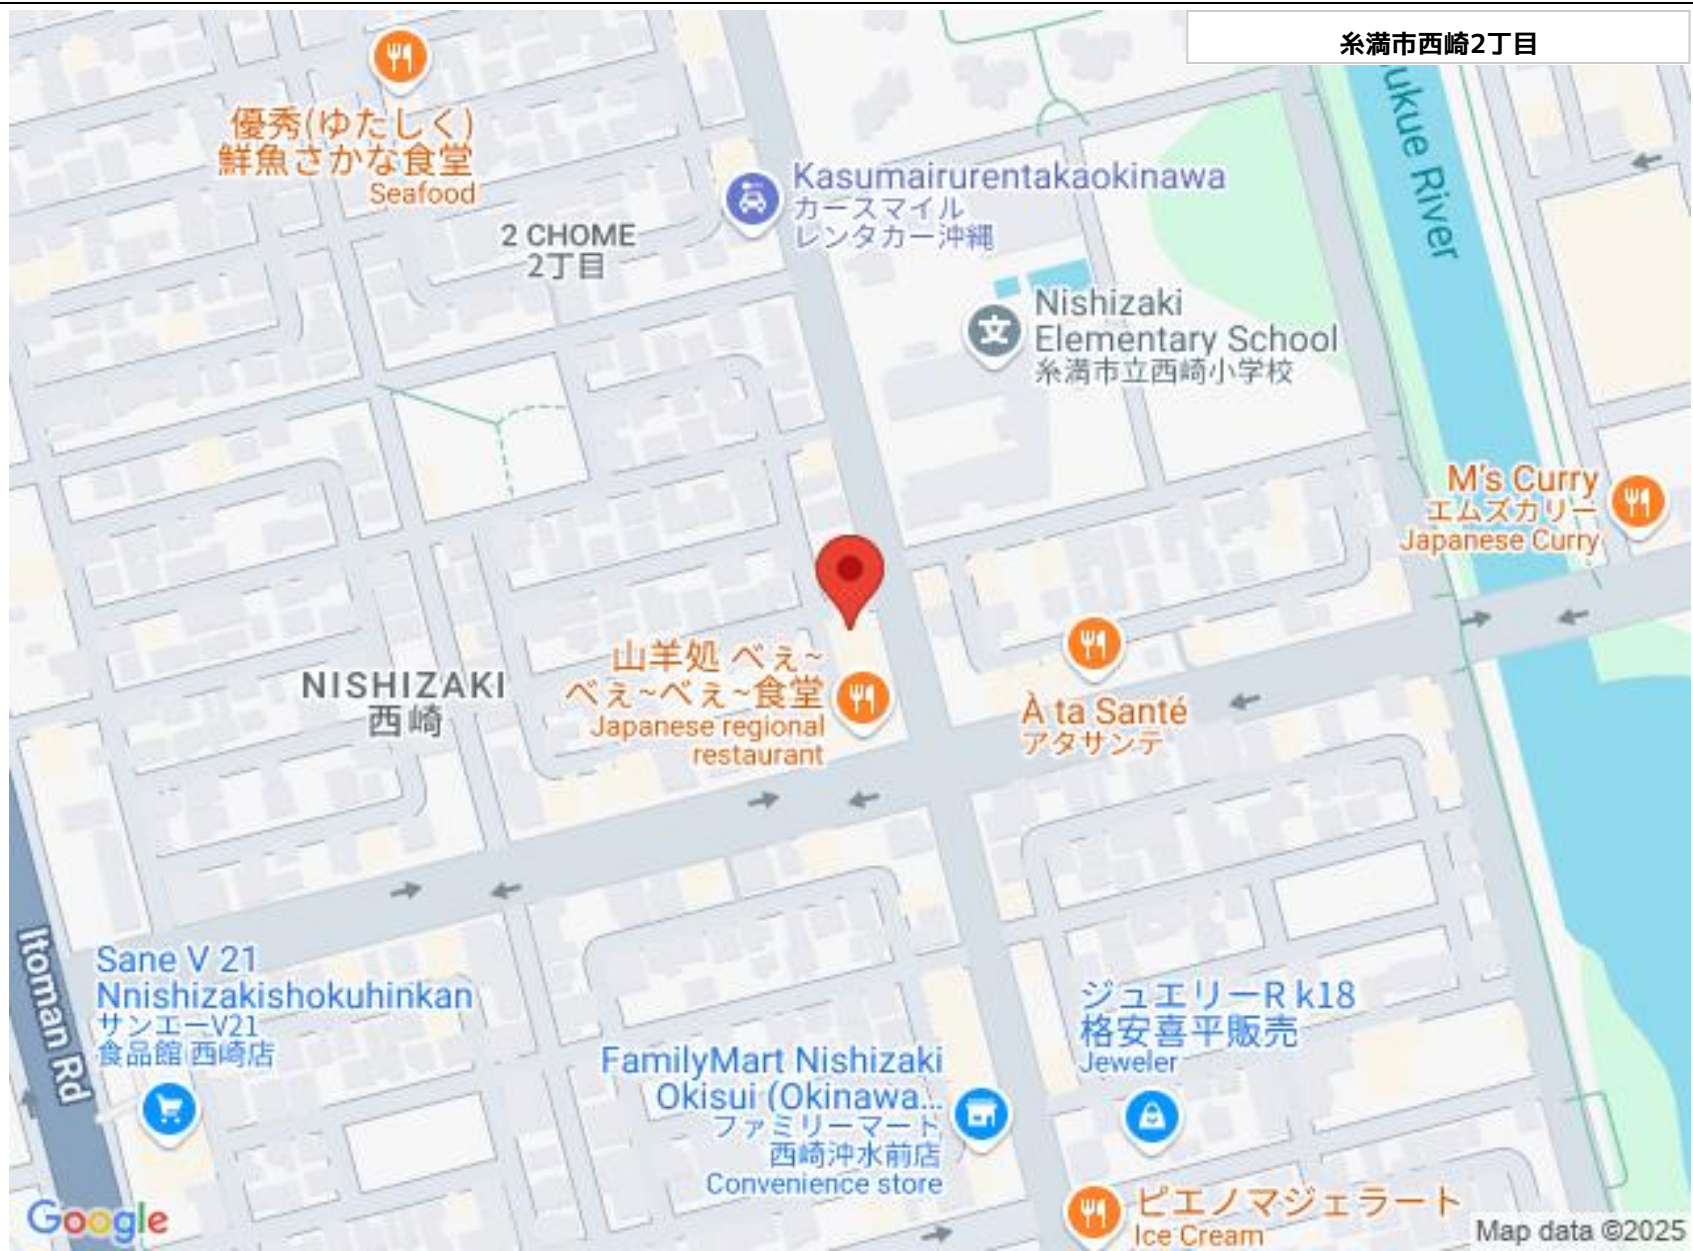 糸満市西崎2丁目
優秀(ゆたしく)
鮮魚さかな食堂
Seafood
Kasumairurentakaokinawa
カースマイル
レンタカー沖縄
2 CHOME
2丁目
River
Nishizaki
Elementary School
糸満市立西崎小学校
M's Curry
エムズカリー
Japanese Curry
山羊処 べぇ~
べぇ~べぇ~食堂
Japanese regional
restaurant
NISHIZAKI
西崎
À ta Santé
アタサンテ
Itoman Rd
Sane V 21
Nnishizakishokuhinkan
サンエーV21
食品館 西崎店
ジュエリーR k18
格安喜平販売
Jeweler
FamilyMart Nishizaki
Okisui (Okinawa...
ファミリーマート
西崎沖水前店
Convenience store
ピエノマジェラート
Ice Cream
Google
Map data ©2025